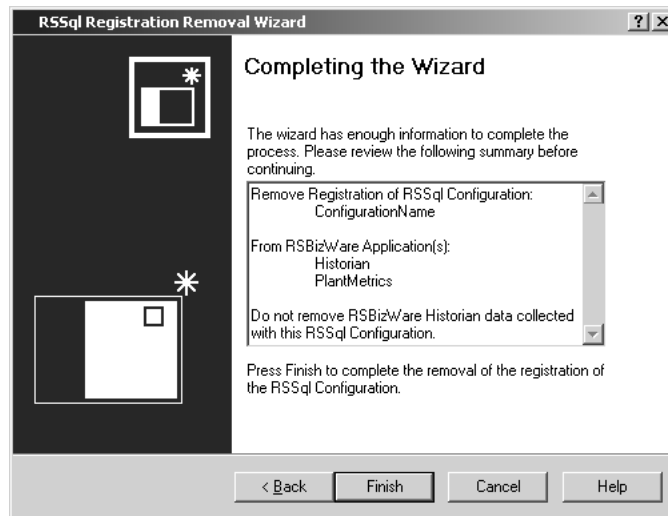 RSSql Registration Removal Wizard
Completing the Wizard
The wizard has enough information to complete the
process. Please review the following summary before
continuing.
Remove Registration of RSSql Configuration:
ConfigurationName
From RSBizWare Application(s):
Historian
PlantMetrics
Do not remove RSBizWare Historian data collected
with this RSSql Configuration.
Press Finish to complete the removal of the registration of
the RSSql Configuration.
< Back Finish Cancel Help